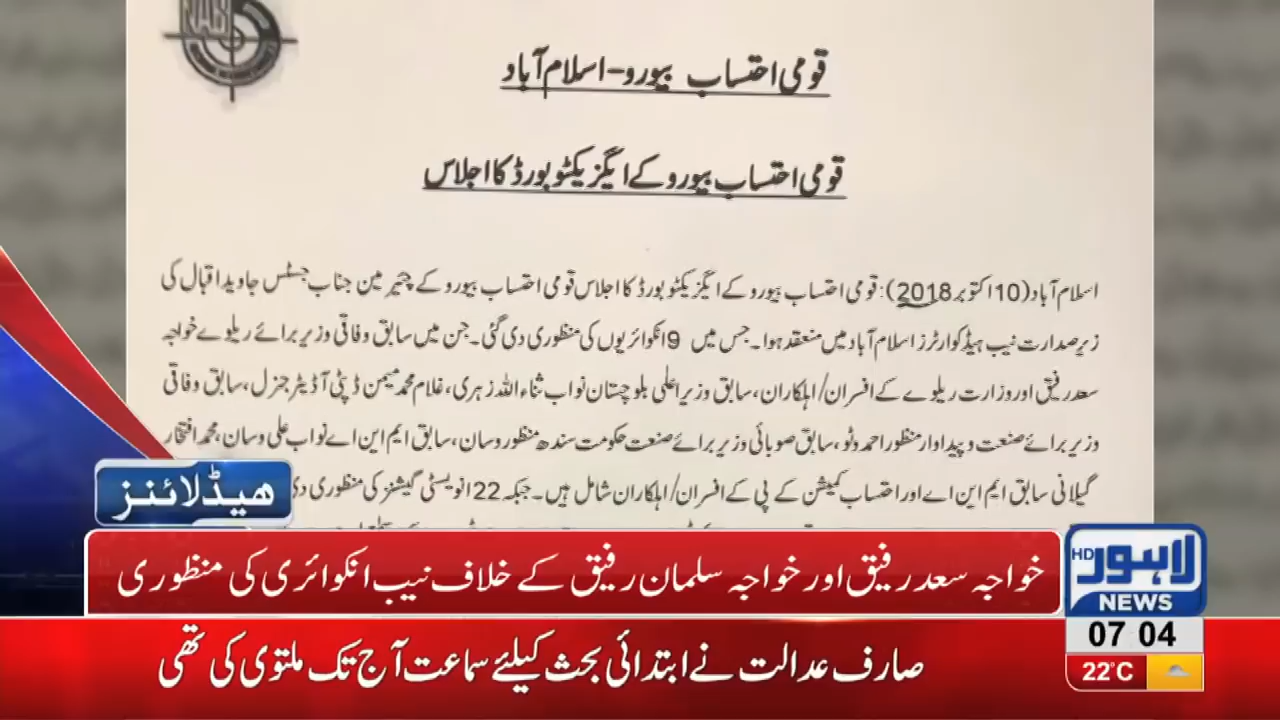 NAB
قومی احتساب بیورو-اسلام آباد
قومی احتساب بیورو کے ایگزیکٹو بورڈ کا اجلاس
اسلام آباد(10 اکتوبر 2018): قومی احتساب بیورو کے ایگزیکٹو بورڈ کا اجلاس قومی احتساب بیورو کے چئیر مین جناب جسٹس جاوید اقبال کی
زیر صدارت نیب ہیڈ کوارٹرز اسلام آباد میں منعقد ہوا۔ جس میں 9 انکوائریوں کی منظوری دی گئی۔ جن میں سابق وفاقی وزیر برائے ریلوے خواجہ
سعد رفیق اور وزارت ریلوے کے افسران/اہلکاران، سابق وزیر اعلٰی بلوچستان نواب ثناء اللہ زہری، غلام محمد میمن ڈپٹی آڈیٹر جنرل، سابق وفاقی
وزیر برائے صنعت و پیداوار منظور احمد وٹو، سابق صوبائی وزیر برائے صنعت حکومت سندھ منظور وسان، سابق ایم این اے نواب علی وسان، محمد افتخار
گیلانی سابق ایم این اے اور احتساب کمیشن کے پی کے افسران/اہلکاران شامل ہیں۔ جبکہ 22 انویسٹی گیشنز کی منظوری دی
ہیڈلائنز
خواجہ سعد رفیق اور خواجہ سلمان رفیق کے خلاف نیب انکوائری کی منظوری
لاہور HD
NEWS
07 04
صارف عدالت نے ابتدائی بحث کیلئے سماعت آج تک ملتوی کی تھی
22°C